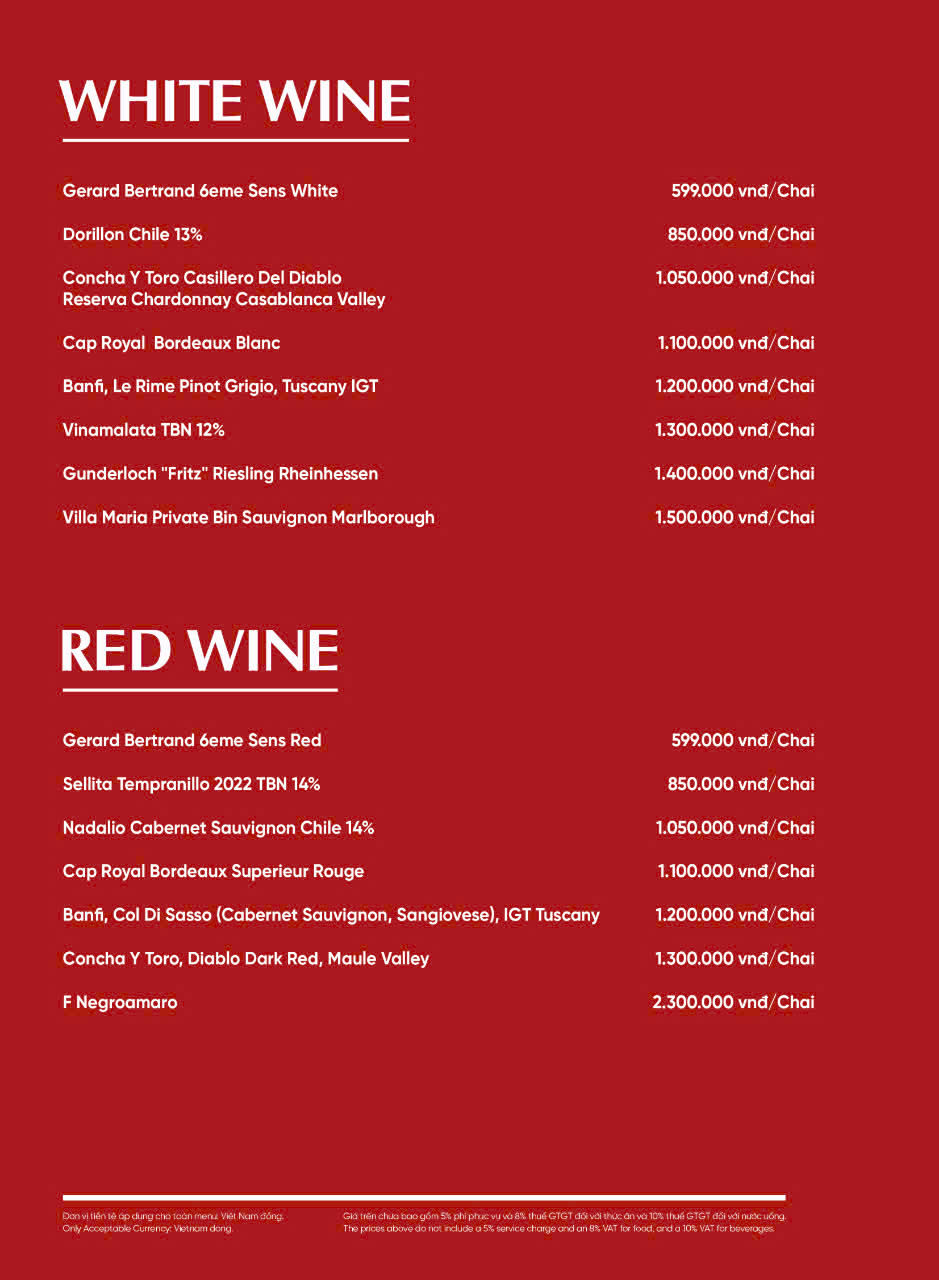 WHITE WINE
Gerard Bertrand 6eme Sens White 599.000 vnđ/Chai
Dorillon Chile 13% 850.000 vnđ/Chai
Concha Y Toro Casillero Del Diablo 1.050.000 vnđ/Chai
Reserva Chardonnay Casablanca Valley
Cap Royal  Bordeaux Blanc 1.100.000 vnđ/Chai
Banfi, Le Rime Pinot Grigio, Tuscany IGT 1.200.000 vnđ/Chai
Vinamalata TBN 12% 1.300.000 vnđ/Chai
Gunderloch "Fritz" Riesling Rheinhessen 1.400.000 vnđ/Chai
Villa Maria Private Bin Sauvignon Marlborough 1.500.000 vnđ/Chai
RED WINE
Gerard Bertrand 6eme Sens Red 599.000 vnđ/Chai
Sellita Tempranillo 2022 TBN 14% 850.000 vnđ/Chai
Nadalio Cabernet Sauvignon Chile 14% 1.050.000 vnđ/Chai
Cap Royal Bordeaux Superieur Rouge 1.100.000 vnđ/Chai
Banfi, Col Di Sasso (Cabernet Sauvignon, Sangiovese), IGT Tuscany 1.200.000 vnđ/Chai
Concha Y Toro, Diablo Dark Red, Maule Valley 1.300.000 vnđ/Chai
F Negroamaro 2.300.000 vnđ/Chai
Đơn vị tiền tệ áp dụng cho toàn menu: Việt Nam đồng.
Only Acceptable Currency: Vietnam dong.
Giá trên chưa bao gồm 5% phí phục vụ và 8% thuế GTGT đối với thức ăn và 10% thuế GTGT đối với nước uống.
The prices above do not include a 5% service charge and an 8% VAT for food, and a 10% VAT for beverages.